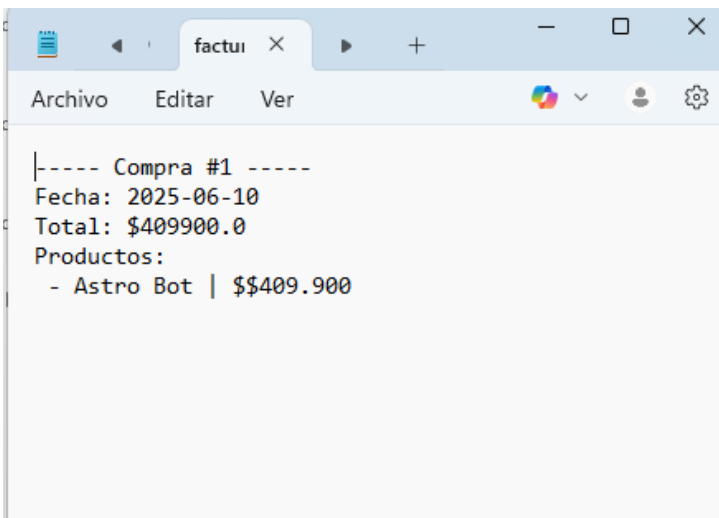 factu
Archivo Editar Ver
----- Compra #1 -----
Fecha: 2025-06-10
Total: $409900.0
Productos:
- Astro Bot | $$409.900